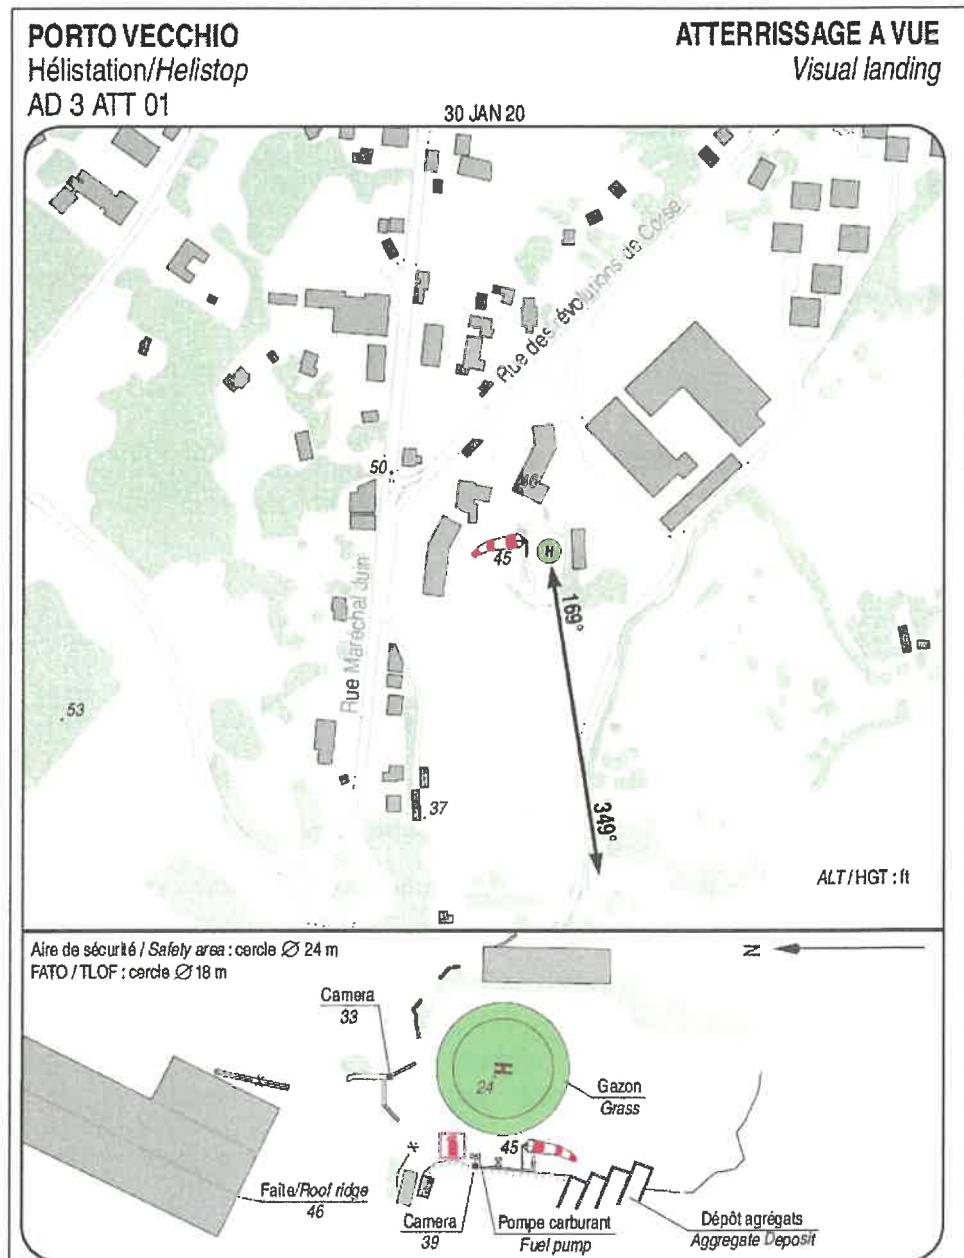 PORTO VECCHIO
Hélistation/Helistop
AD 3 ATT 01
ATTERRISSAGE A VUE
Visual landing
30 JAN 20
Rue des révolutions de Corse
50
46
45
H
169°
Rue Maréchal Juin
53
37
349°
ALT / HGT : ft
Aire de sécurité / Safety area : cercle Ø 24 m
FATO / TLOF : cercle Ø 18 m
N
Camera
33
H
24
Gazon
Grass
45
Faîte/Roof ridge
46
Camera
39
Pompe carburant
Fuel pump
Dépôt agrégats
Aggregate Deposit